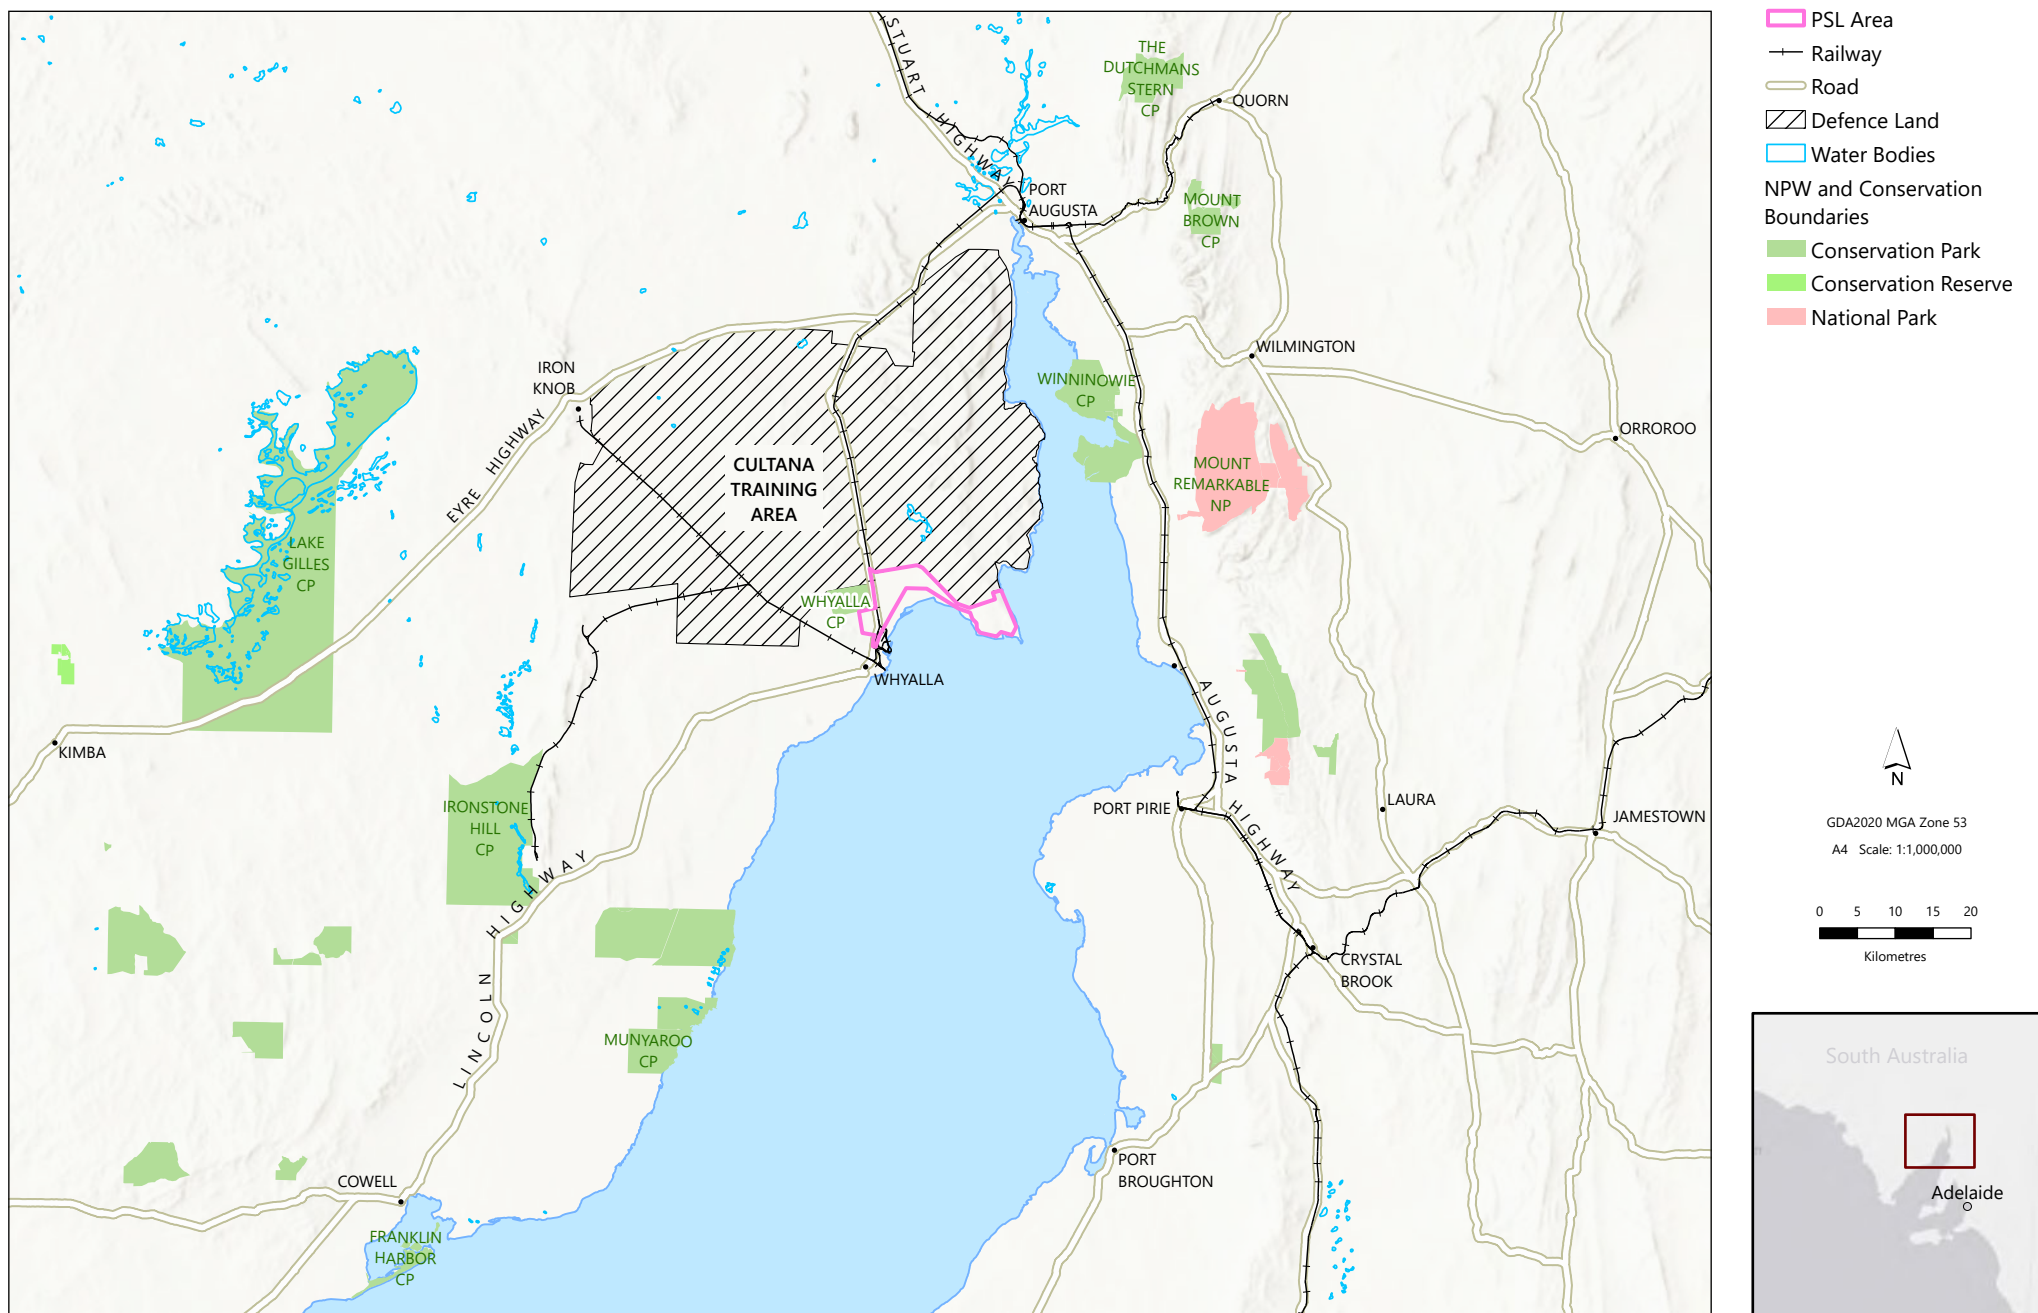 STUART HIGHWAY
THE
DUTCHMANS
STERN
CP
QUORN
PORT
AUGUSTA
MOUNT
BROWN
CP
IRON
KNOB
EYRE HIGHWAY
WILMINGTON
WINNINOWIE
CP
ORROROO
CULTANA
TRAINING
AREA
MOUNT
REMARKABLE
NP
LAKE
GILLES
CP
WHYALLA
CP
WHYALLA
KIMBA
AUGUSTA HIGHWAY
IRONSTONE
HILL
CP
PORT PIRIE
LAURA
JAMESTOWN
LINCOLN HIGHWAY
CRYSTAL
BROOK
MUNYAROO
CP
COWELL
PORT
BROUGHTON
FRANKLIN
HARBOR
CP
PSL Area
Railway
Road
Defence Land
Water Bodies
NPW and Conservation
Boundaries
Conservation Park
Conservation Reserve
National Park
N
GDA2020 MGA Zone 53
A4 Scale: 1:1,000,000
0 5 10 15 20
Kilometres
South Australia
Adelaide